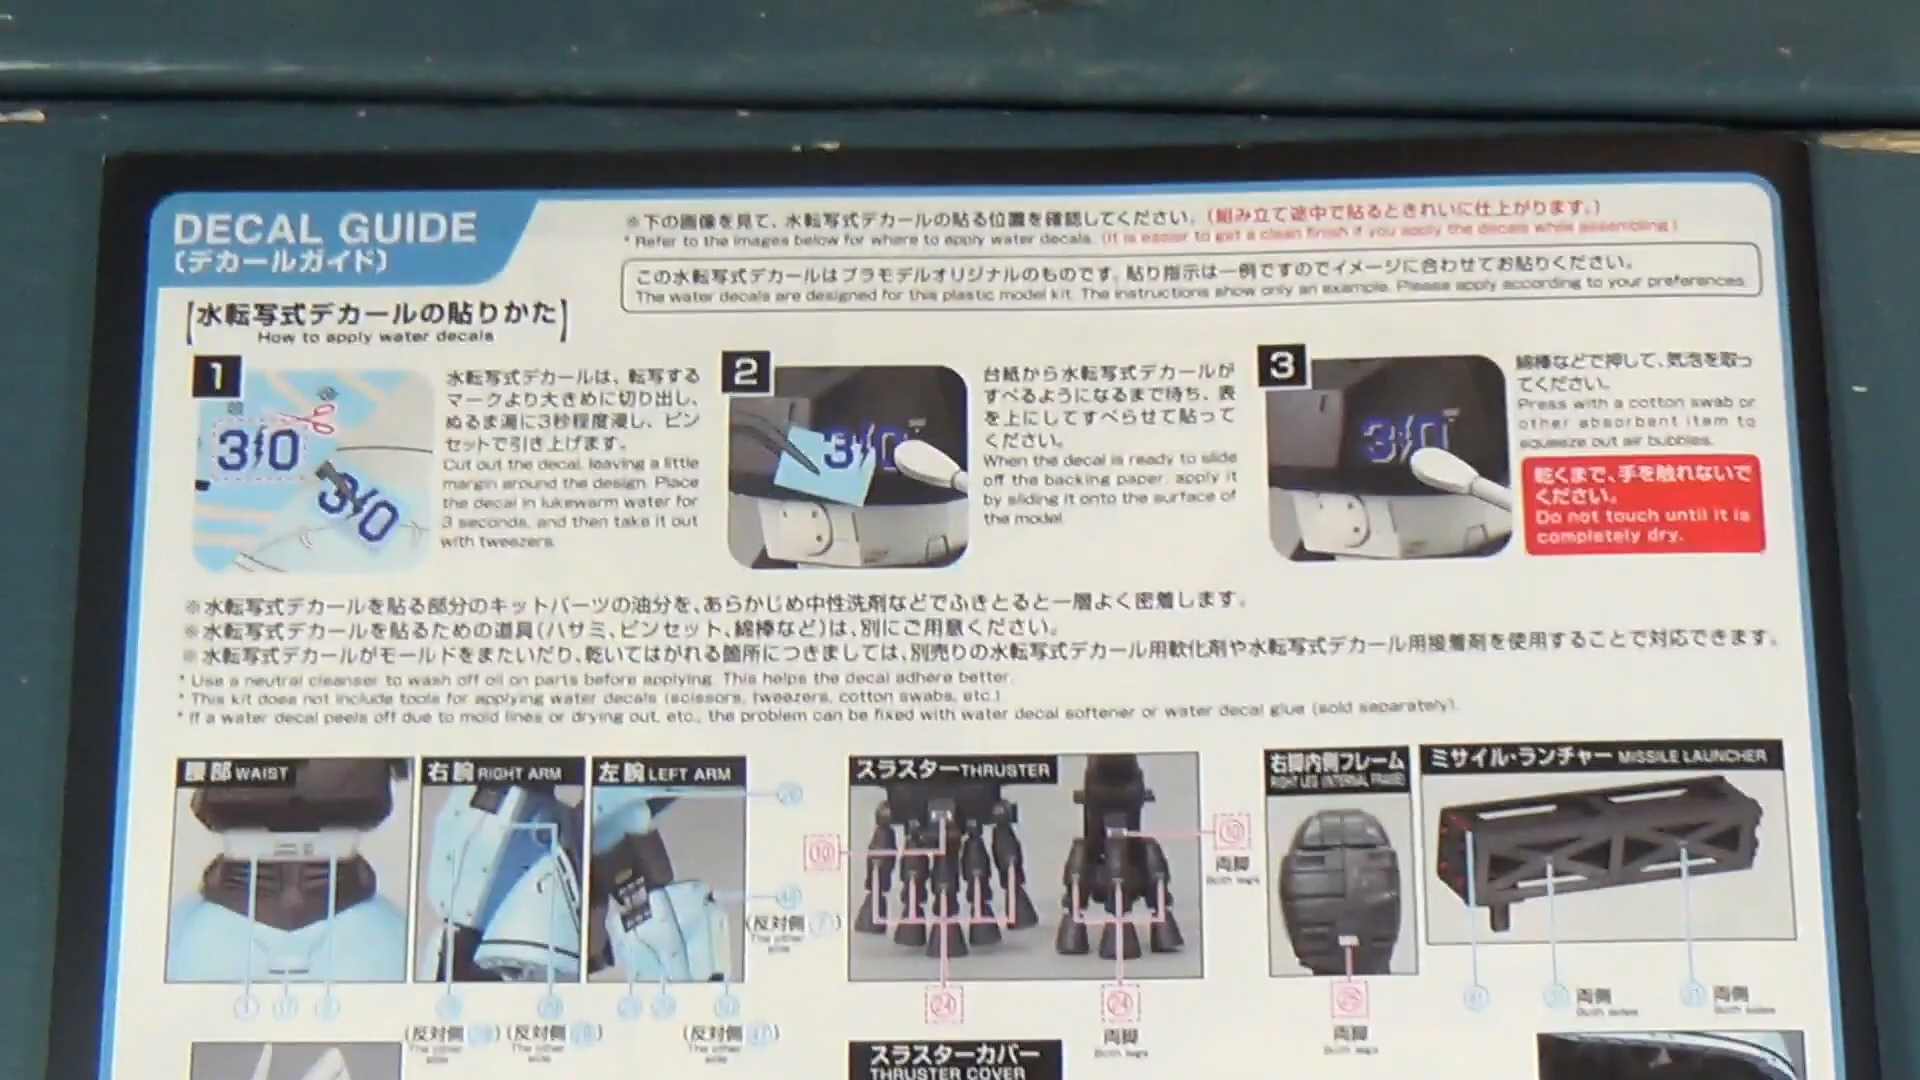 DECAL GUIDE
(デカールガイド)
※下の画像を見て、水転写式デカールの貼る位置を確認してください。(組み立て途中で貼るときれいに仕上がります。)
* Refer to the images below for where to apply water decals. (It is easier to get a clean finish if you apply the decals while assembling.)
この水転写式デカールはプラモデルオリジナルのものです。貼り指示は一例ですのでイメージに合わせてお貼りください。
The water decals are designed for this plastic model kit. The instructions show only an example. Please apply according to your preferences.
【水転写式デカールの貼りかた】
How to apply water decals
1
水転写式デカールは、転写する
マークより大きめに切り出し、
ぬるま湯に3秒程度浸し、ピン
セットで引き上げます。
Cut out the decal, leaving a little
margin around the design. Place
the decal in lukewarm water for
3 seconds, and then take it out
with tweezers.
2
台紙から水転写式デカールが
すべるようになるまで待ち、表
を上にしてすべらせて貼って
ください。
When the decal is ready to slide
off the backing paper, apply it
by sliding it onto the surface of
the model.
3
綿棒などで押して、気泡を取っ
てください。
Press with a cotton swab or
other absorbent item to
squeeze out air bubbles.
乾くまで、手を触れないで
ください。
Do not touch until it is
completely dry.
※水転写式デカールを貼る部分のキットパーツの油分を、あらかじめ中性洗剤などでふきとると一層よく密着します。
※水転写式デカールを貼るための道具(ハサミ、ピンセット、綿棒など)は、別にご用意ください。
※水転写式デカールがモールドをまたいだり、乾いてはがれる箇所につきましては、別売りの水転写式デカール用軟化剤や水転写式デカール用接着剤を使用することで対応できます。
* Use a neutral cleanser to wash off oil on parts before applying. This helps the decal adhere better.
* This kit does not include tools for applying water decals (scissors, tweezers, cotton swabs, etc.)
* If a water decal peels off due to mold lines or drying out, etc., the problem can be fixed with water decal softener or water decal glue (sold separately).
腰部 WAIST
右腕 RIGHT ARM
(反対側
The other
side
(反対側
The other
side
左腕 LEFT ARM
(反対側 7)
The other
side
(反対側
The other
side
スラスター THRUSTER
10
10
両脚
Both legs
24
24
両脚
Both legs
右脚内側フレーム
RIGHT LEG (INTERNAL FRAME)
両脚
Both legs
ミサイル・ランチャー MISSILE LAUNCHER
両側
Both sides
両側
Both sides
スラスターカバー
THRUSTER COVER